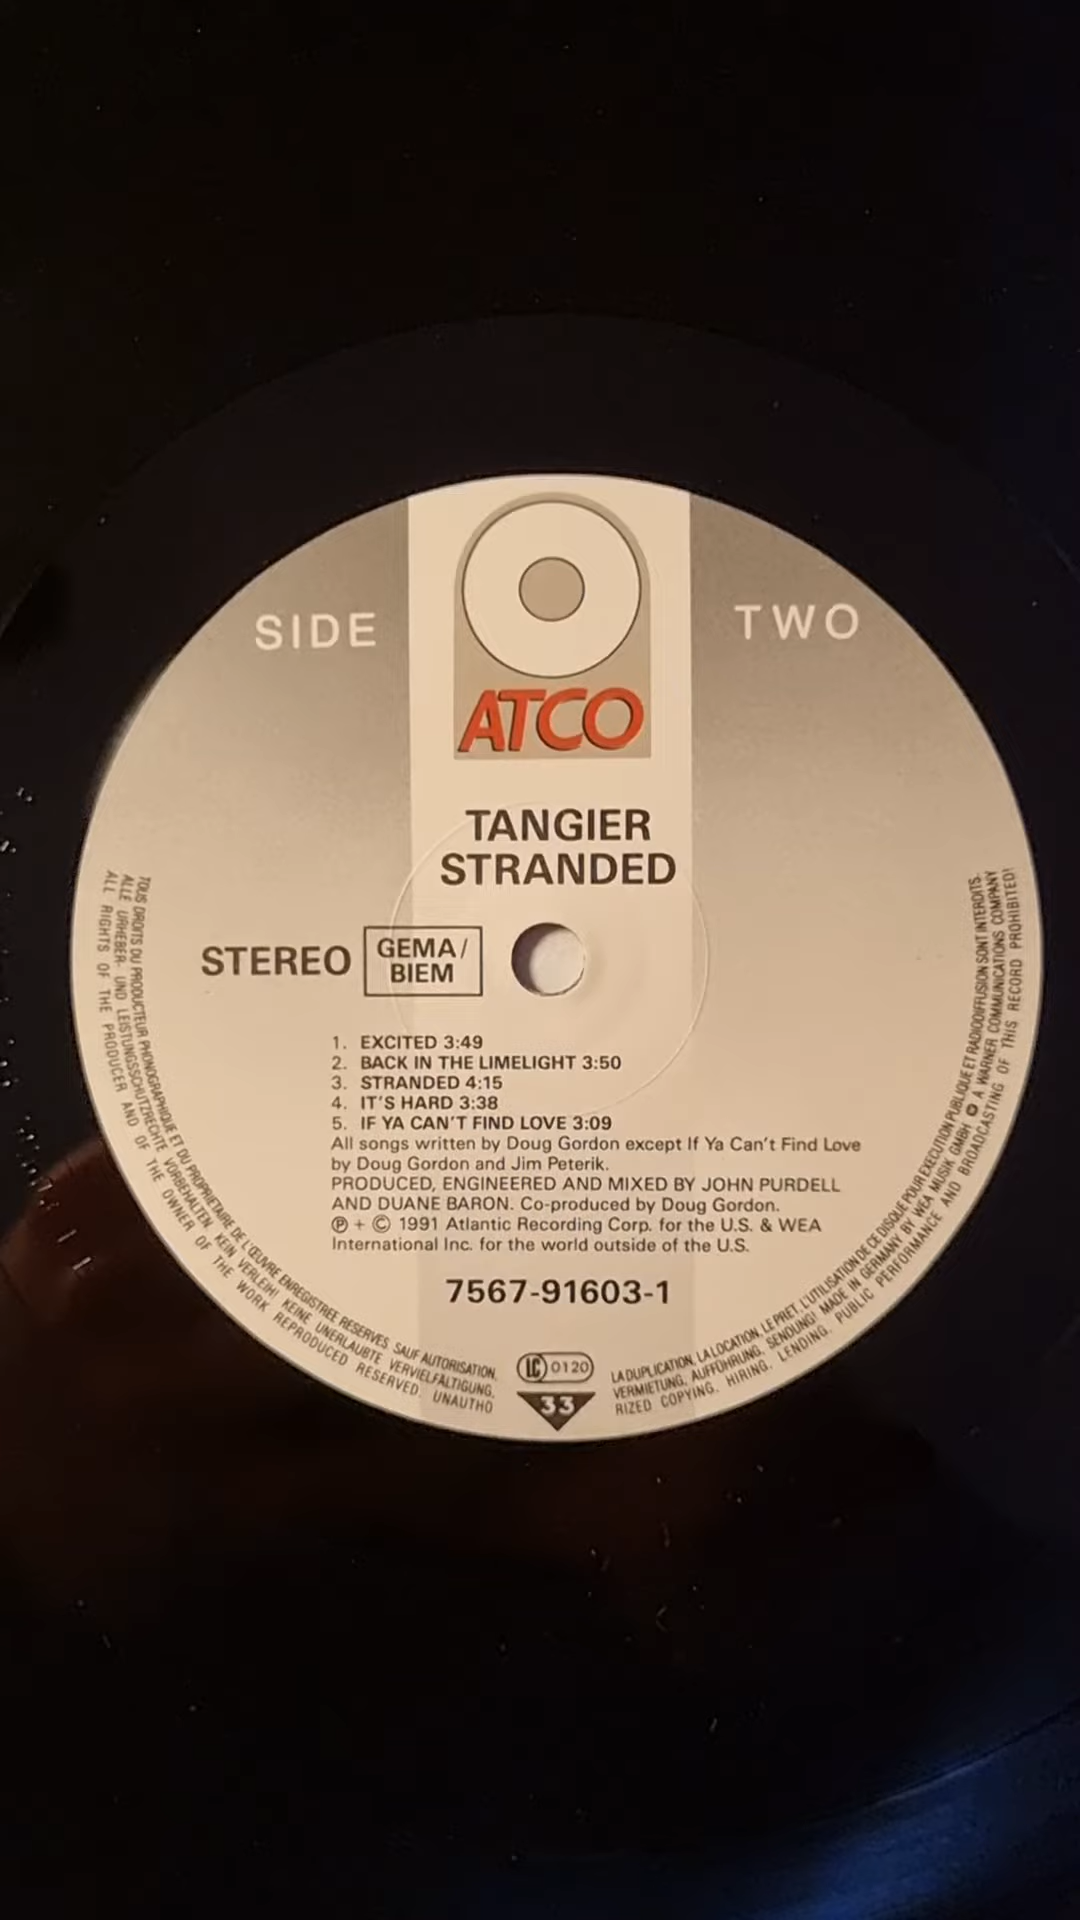 SIDE
TWO
ATCO
TANGIER
STRANDED
STEREO
GEMA/
BIEM
1. EXCITED 3:49
2. BACK IN THE LIMELIGHT 3:50
3. STRANDED 4:15
4. IT'S HARD 3:38
5. IF YA CAN'T FIND LOVE 3:09
All songs written by Doug Gordon except If Ya Can't Find Love
by Doug Gordon and Jim Peterik.
PRODUCED, ENGINEERED AND MIXED BY JOHN PURDELL
AND DUANE BARON. Co-produced by Doug Gordon.
℗ + © 1991 Atlantic Recording Corp. for the U.S. & WEA
International Inc. for the world outside of the U.S.
7567-91603-1
LC 0120
33
TOUS DROITS DU PRODUCTEUR PHONOGRAPHIQUE ET DU PROPRIETAIRE DE L'ŒUVRE ENREGISTREE RESERVES. SAUF AUTORISATION,
LA DUPLICATION, LA LOCATION, LE PRET, L'UTILISATION DE CE DISQUE POUR EXECUTION PUBLIQUE ET RADIODIFFUSION SONT INTERDITS.
ALLE URHEBER- UND LEISTUNGSSCHUTZRECHTE VORBEHALTEN. KEIN VERLEIH! KEINE UNERLAUBTE VERVIELFÄLTIGUNG,
VERMIETUNG, AUFFÜHRUNG, SENDUNG! MADE IN GERMANY BY WEA MUSIK GMBH A WARNER COMMUNICATIONS COMPANY
ALL RIGHTS OF THE PRODUCER AND OF THE OWNER OF THE WORK REPRODUCED RESERVED. UNAUTHO
RIZED COPYING, HIRING, LENDING, PUBLIC PERFORMANCE AND BROADCASTING OF THIS RECORD PROHIBITED!